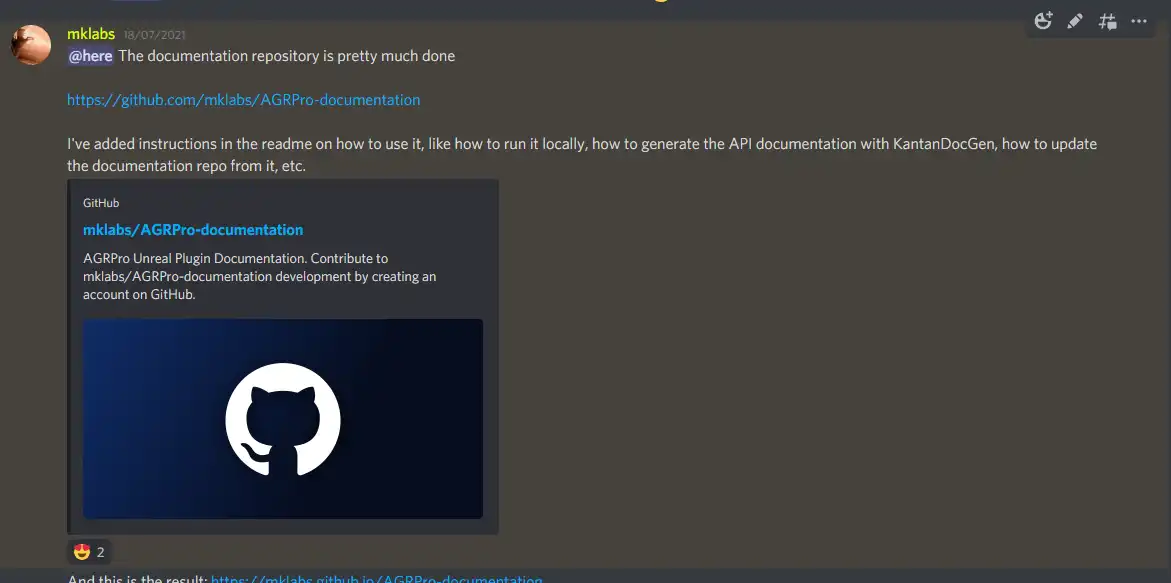 mklabs 18/07/2021
@here The documentation repository is pretty much done
https://github.com/mklabs/AGRPro-documentation
I've added instructions in the readme on how to use it, like how to run it locally, how to generate the API documentation with KantanDocGen, how to update
the documentation repo from it, etc.
GitHub
mklabs/AGRPro-documentation
AGRPro Unreal Plugin Documentation. Contribute to
mklabs/AGRPro-documentation development by creating an
account on GitHub.
2
And this is the result: https://mklabs.github.io/AGRPro-documentation